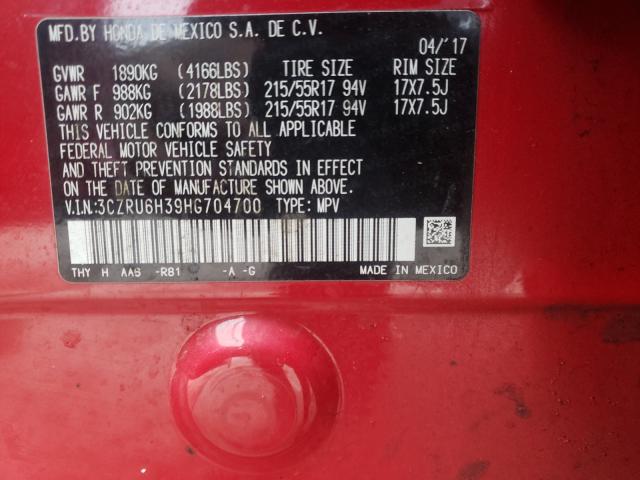 MFD.BY HONDA DE MEXICO S.A. DE C.V.
04/'17
GVWR 1890KG (4166LBS) TIRE SIZE RIM SIZE
GAWR F 988KG (2178LBS) 215/55R17 94V 17X7.5J
GAWR R 902KG (1988LBS) 215/55R17 94V 17X7.5J
THIS VEHICLE CONFORMS TO ALL APPLICABLE
FEDERAL MOTOR VEHICLE SAFETY
AND THEFT PREVENTION STANDARDS IN EFFECT
ON THE DATE OF MANUFACTURE SHOWN ABOVE.
V.I.N:3CZRU6H39HG704700 TYPE: MPV
THY H AA6 -R81 -A -G MADE IN MEXICO